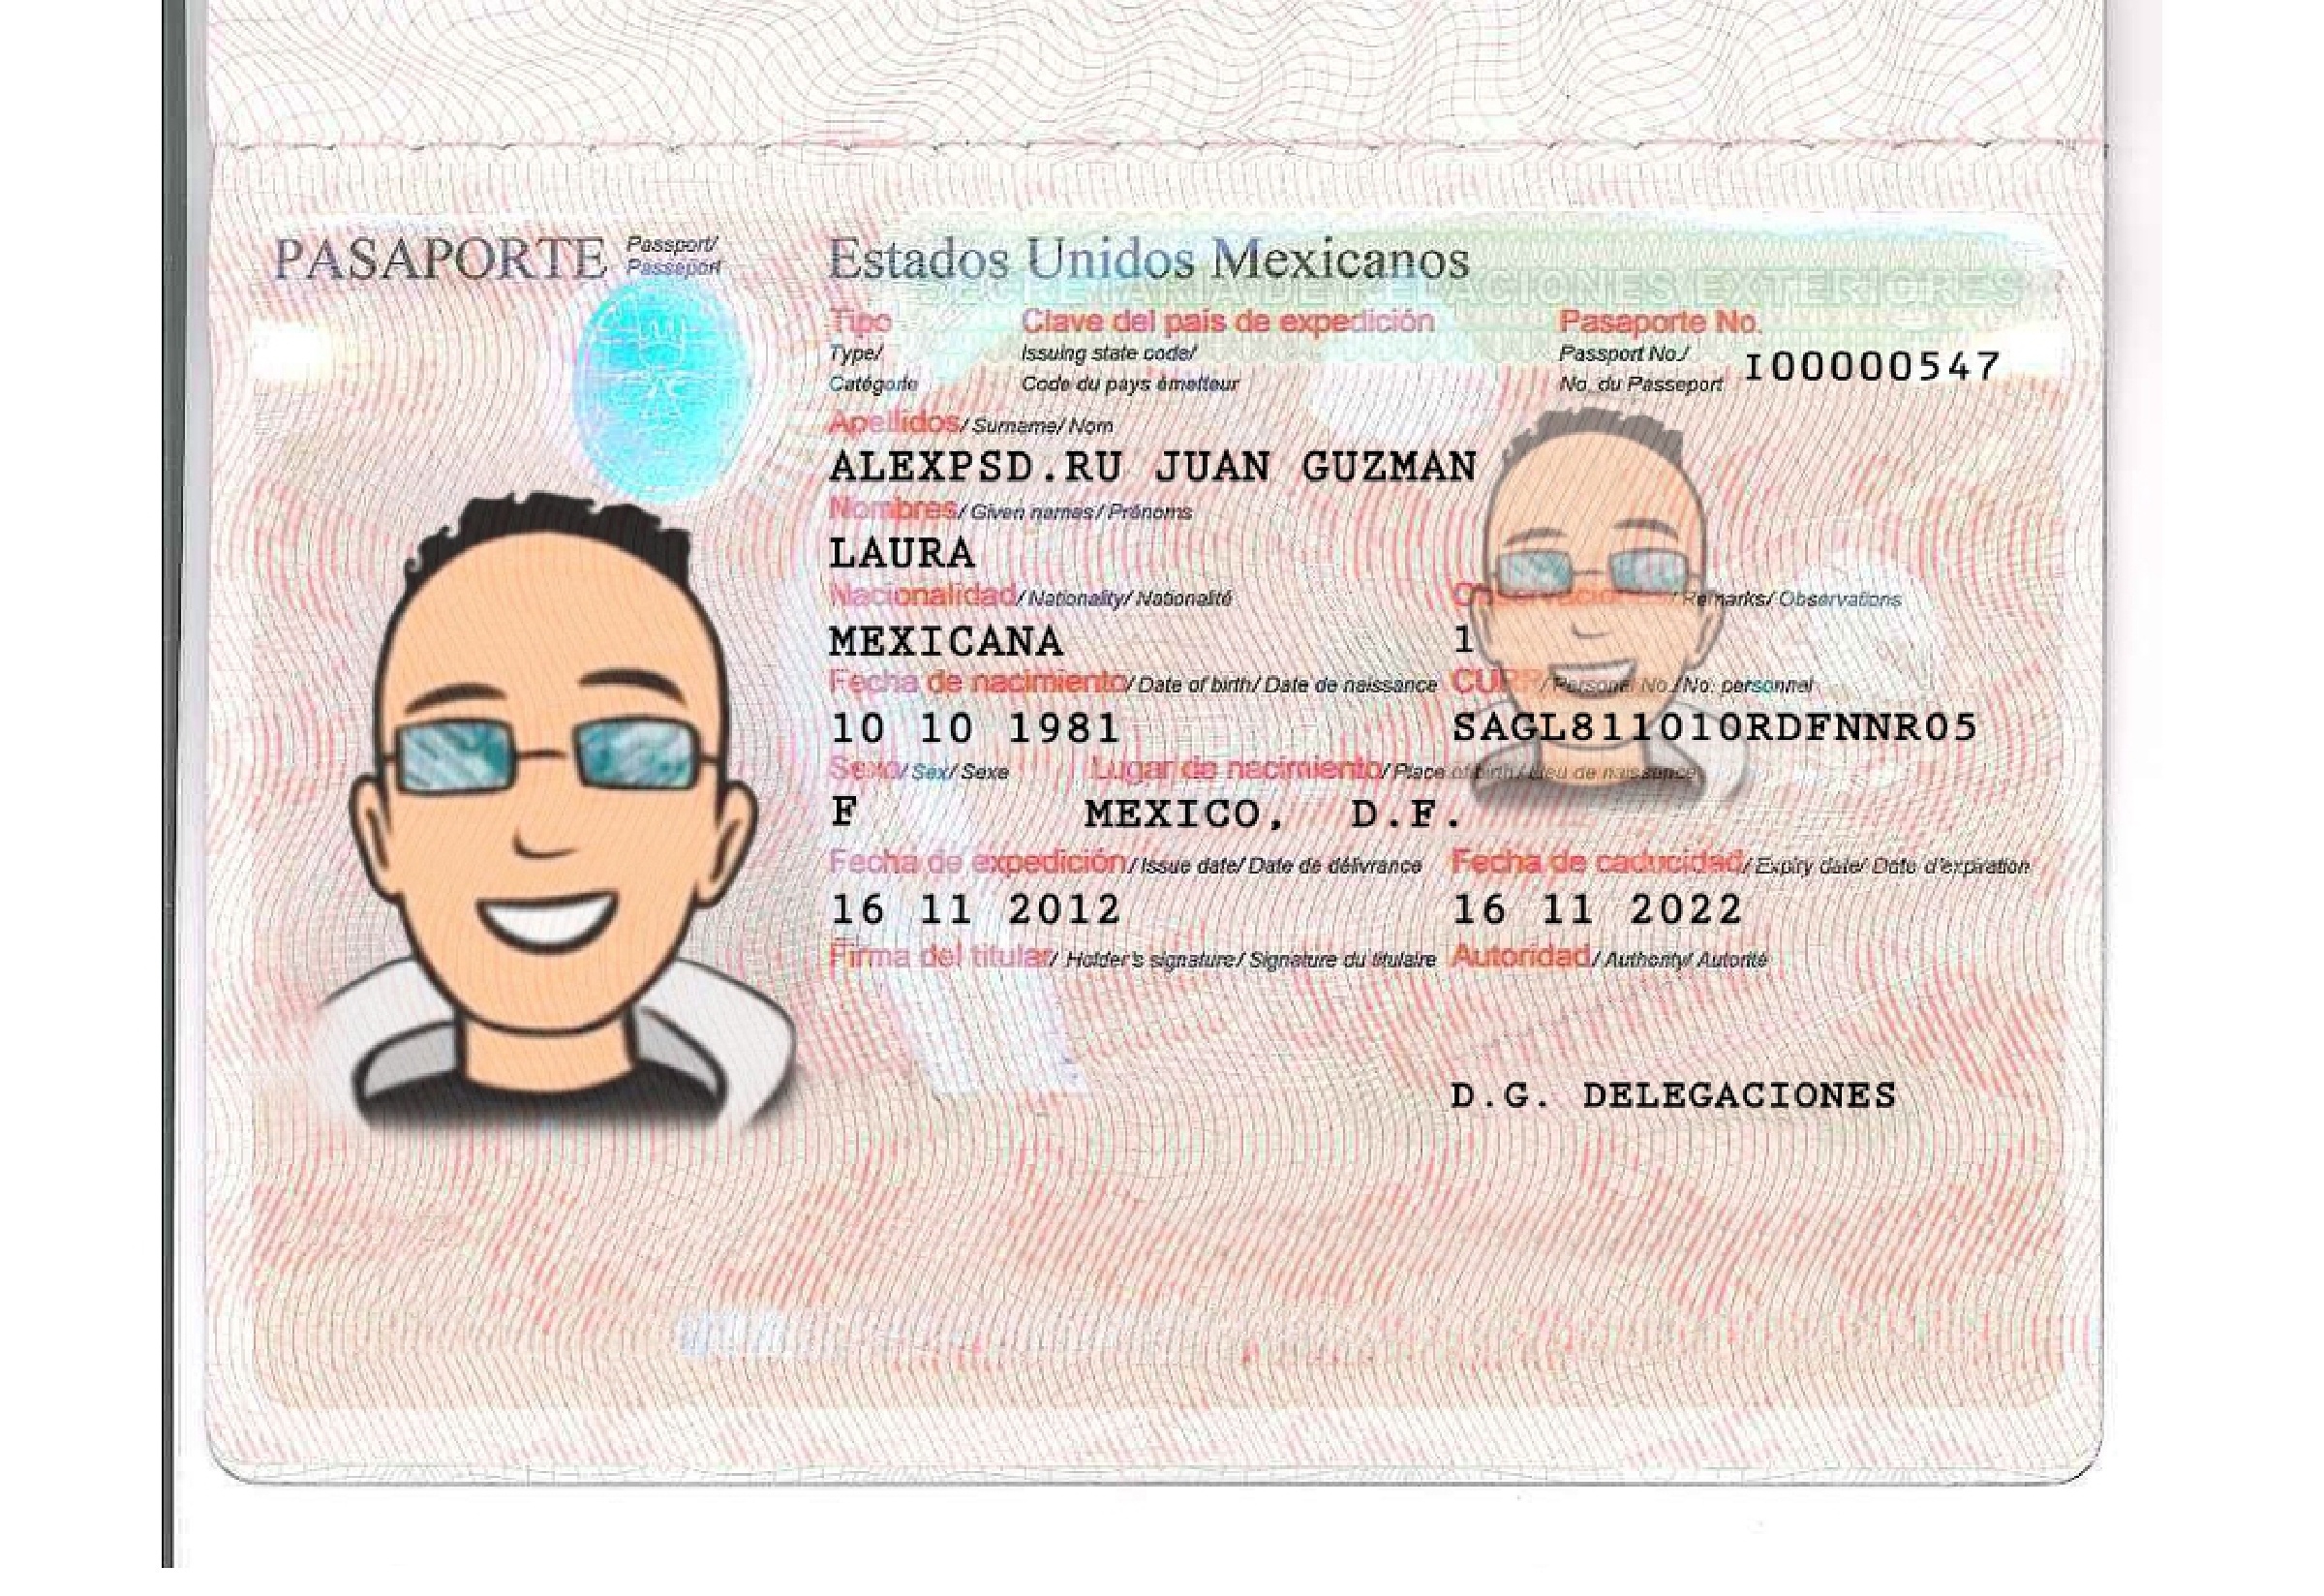 PASAPORTE Passport/
Passeport
Estados Unidos Mexicanos
SECRETARIA DE RELACIONES EXTERIORES
Tipo Clave del pais de expedición Pasaporte No.
Type/ Issuing state code/ Passport No./ I00000547
Catégorie Code du pays émetteur No. du Passeport
Apellidos/ Surname/ Nom
ALEXPSD.RU JUAN GUZMAN
Nombres/ Given names/ Prénoms
LAURA
Nacionalidad/ Nationality/ Nationalité /Remarks/ Observations
MEXICANA 1
Fecha de nacimiento/ Date of birth/ Date de naissance CURP/Personal No./No. personnel
10 10 1981 SAGL811010RDFNNR05
Sexo/ Sex/ Sexe Lugar de nacimiento/ Place of birth/ Lieu de naissance
F MEXICO, D.F.
Fecha de expedición/ Issue date/ Date de délivrance Fecha de caducidad/ Expiry date/ Date d'expiration
16 11 2012 16 11 2022
Firma del titular/ Holder's signature/ Signature du titulaire Autoridad/ Authority/ Autorité
D.G. DELEGACIONES